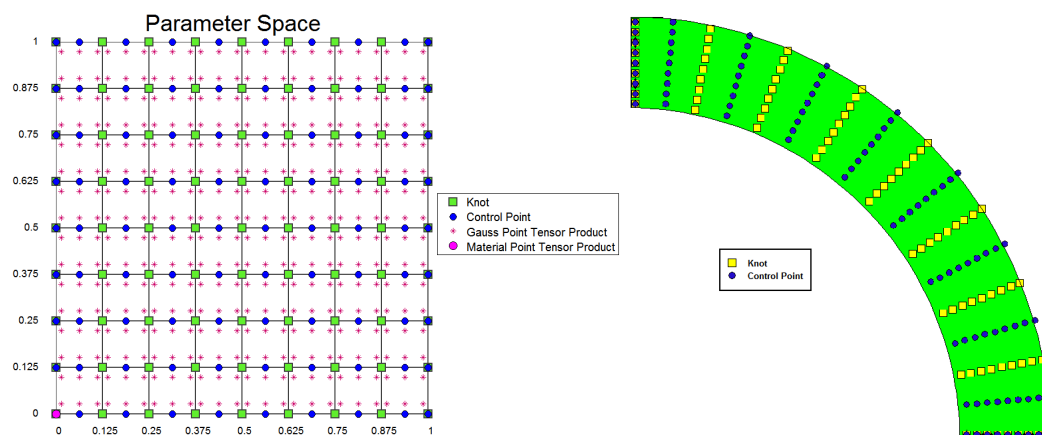 Parameter Space
1
0.875
0.75
0.625
0.5
0.375
0.25
0.125
0
0 0.125 0.25 0.375 0.5 0.625 0.75 0.875 1
Knot
Control Point
Gauss Point Tensor Product
Material Point Tensor Product
Knot
Control Point